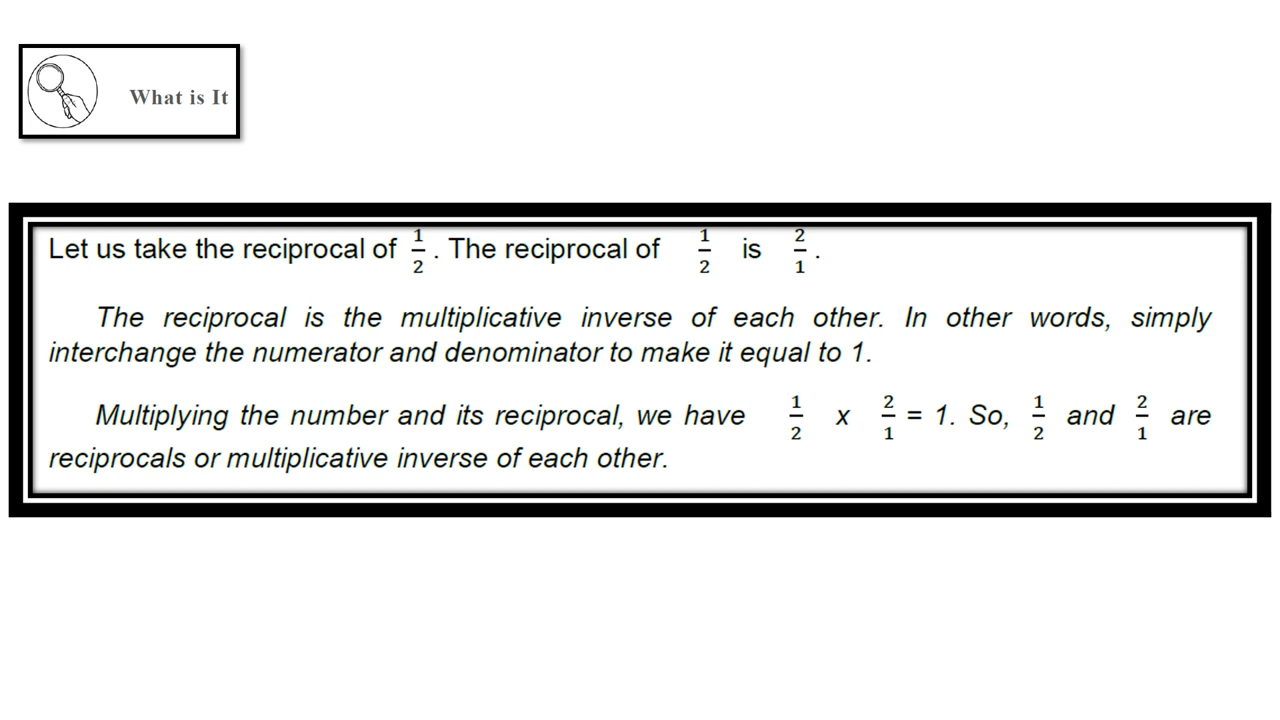 What is It
Let us take the reciprocal of 1/2 . The reciprocal of 1/2 is 2/1 .
The reciprocal is the multiplicative inverse of each other. In other words, simply
interchange the numerator and denominator to make it equal to 1.
Multiplying the number and its reciprocal, we have 1/2 x 2/1 = 1. So, 1/2 and 2/1 are
reciprocals or multiplicative inverse of each other.